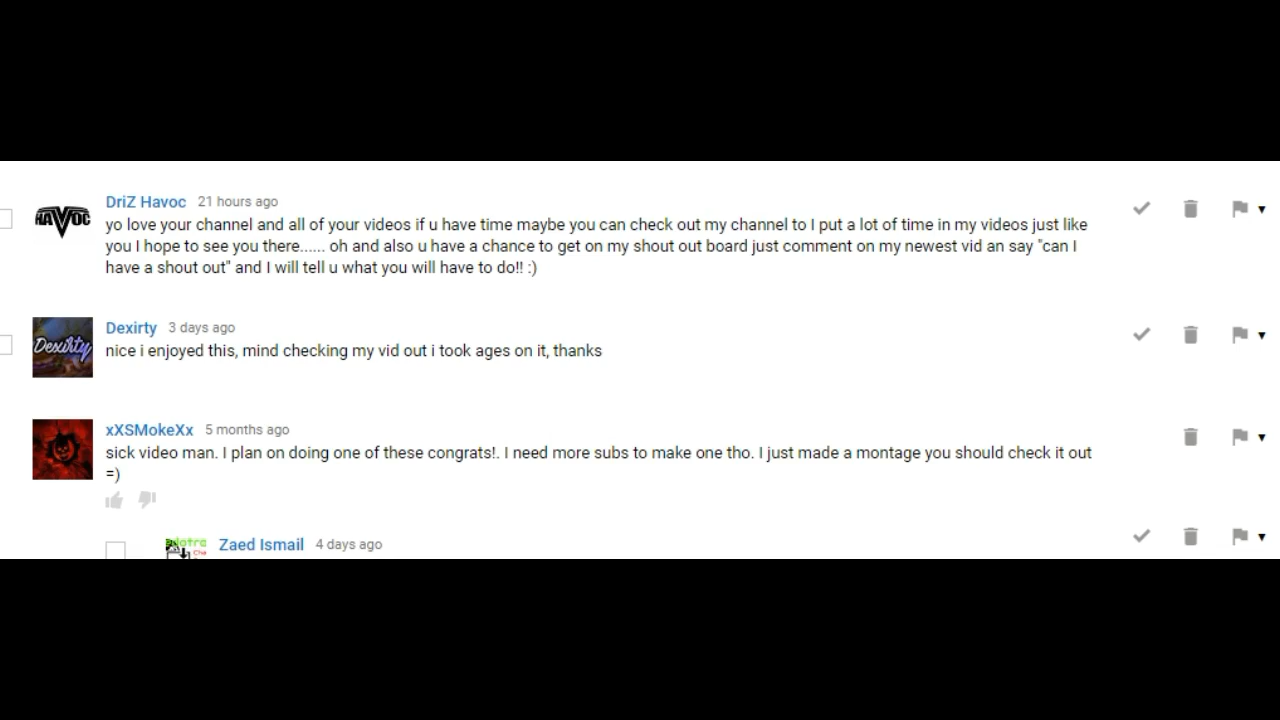 DriZ Havoc 21 hours ago
HAVOC
yo love your channel and all of your videos if u have time maybe you can check out my channel to I put a lot of time in my videos just like
you I hope to see you there...... oh and also u have a chance to get on my shout out board just comment on my newest vid an say "can I
have a shout out" and I will tell u what you will have to do!! :)
Dexirty 3 days ago
Dexirty
nice i enjoyed this, mind checking my vid out i took ages on it, thanks
xXSMokeXx 5 months ago
sick video man. I plan on doing one of these congrats!. I need more subs to make one tho. I just made a montage you should check it out
=)
Zaed Ismail 4 days ago